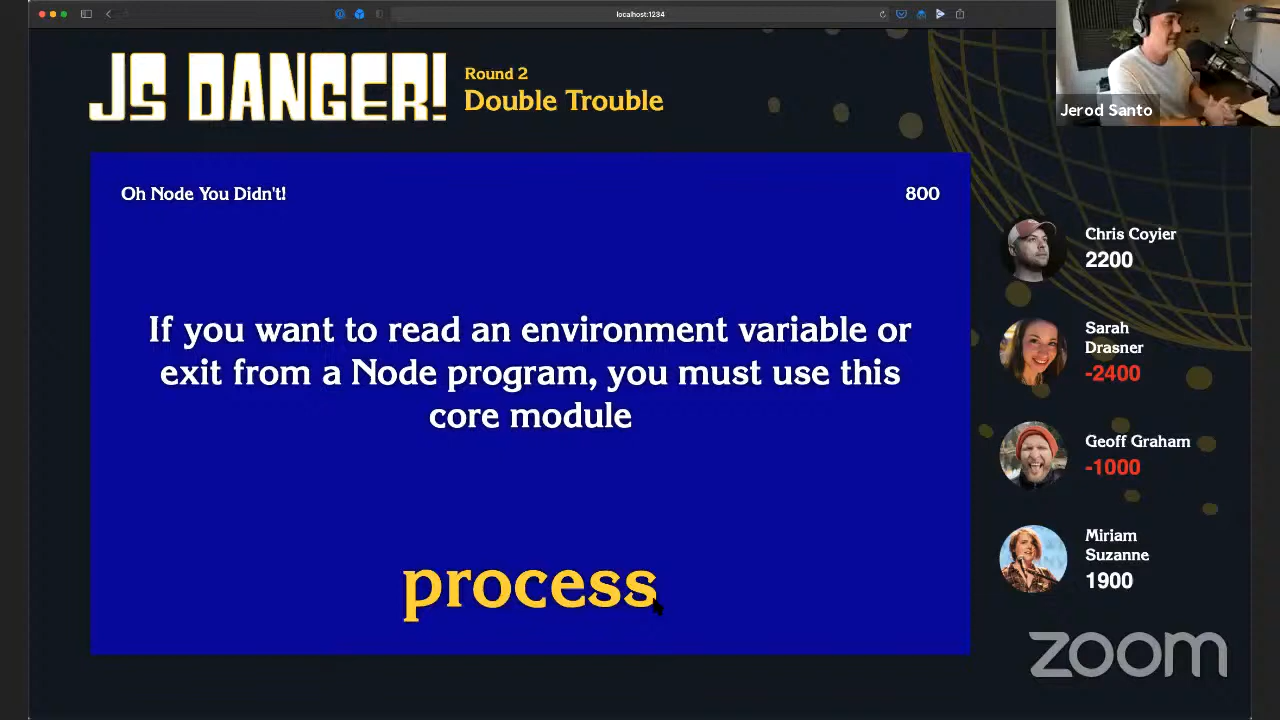 localhost:1234
JS DANGER!
Round 2
Double Trouble
Jerod Santo
Oh Node You Didn't!
800
If you want to read an environment variable or
exit from a Node program, you must use this
core module
process
Chris Coyier
2200
Sarah
Drasner
-2400
Geoff Graham
-1000
Miriam
Suzanne
1900
zoom